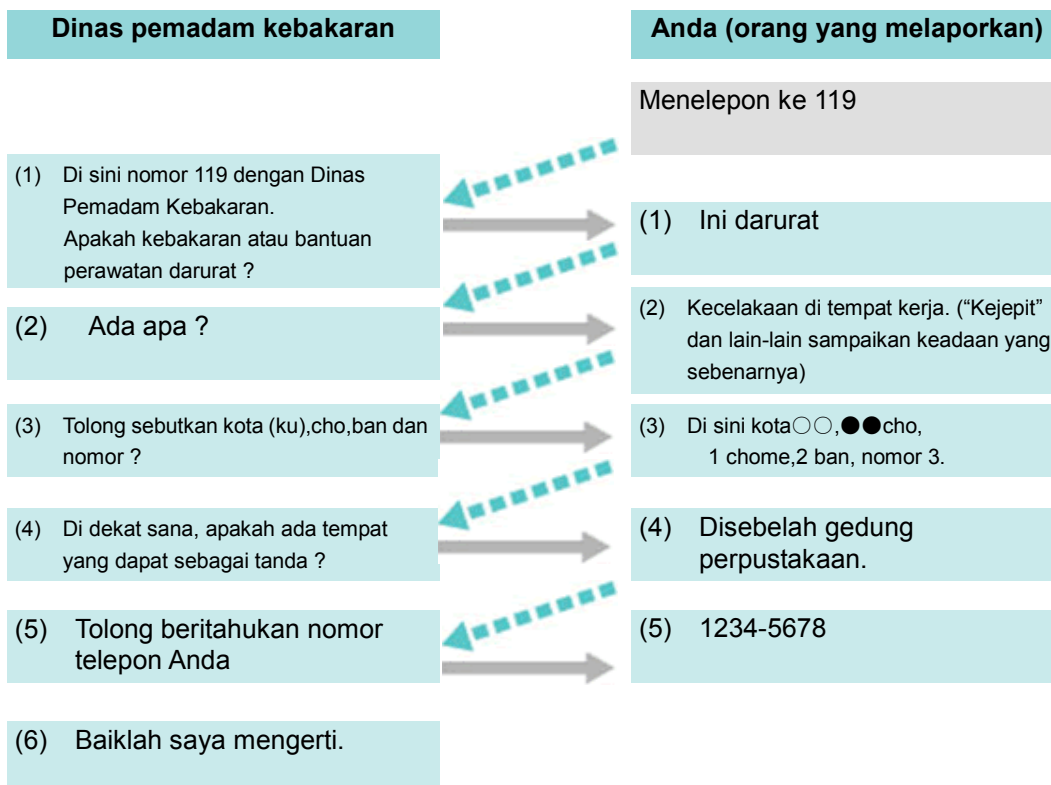 Dinas pemadam kebakaran
Anda (orang yang melaporkan)
Menelepon ke 119
(1) Di sini nomor 119 dengan Dinas
Pemadam Kebakaran.
Apakah kebakaran atau bantuan
perawatan darurat ?
(1) Ini darurat
(2) Ada apa ?
(2) Kecelakaan di tempat kerja. (“Kejepit”
dan lain-lain sampaikan keadaan yang
sebenarnya)
(3) Tolong sebutkan kota (ku),cho,ban dan
nomor ?
(3) Di sini kota○○,●●cho,
1 chome,2 ban, nomor 3.
(4) Di dekat sana, apakah ada tempat
yang dapat sebagai tanda ?
(4) Disebelah gedung
perpustakaan.
(5) Tolong beritahukan nomor
telepon Anda
(5) 1234-5678
(6) Baiklah saya mengerti.